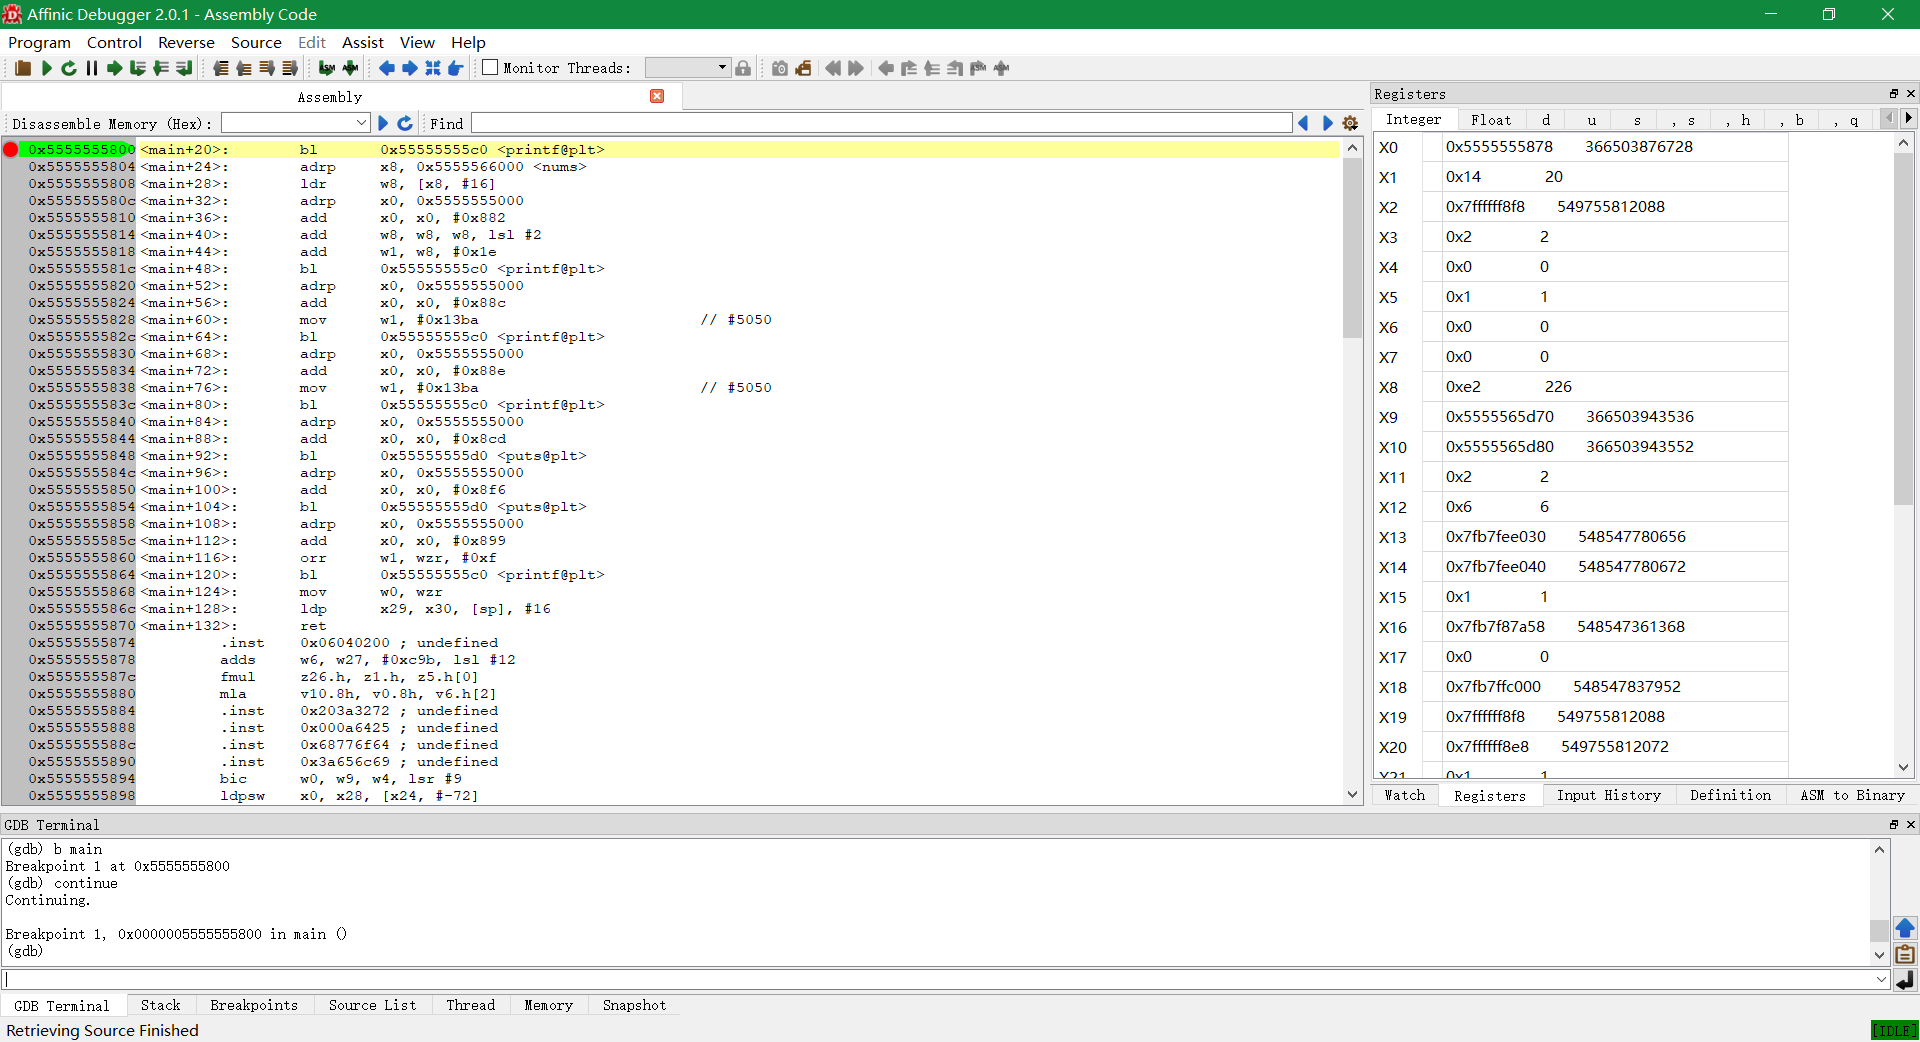 Affinic Debugger 2.0.1 - Assembly Code
Program Control Reverse Source Edit Assist View Help
Monitor Threads:
Assembly
Disassemble Memory (Hex): Find
0x5555555800 <main+20>: bl 0x55555555c0 <printf@plt>
0x5555555804 <main+24>: adrp x8, 0x5555566000 <nums>
0x5555555808 <main+28>: ldr w8, [x8, #16]
0x555555580c <main+32>: adrp x0, 0x5555555000
0x5555555810 <main+36>: add x0, x0, #0x882
0x5555555814 <main+40>: add w8, w8, w8, lsl #2
0x5555555818 <main+44>: add w1, w8, #0x1e
0x555555581c <main+48>: bl 0x55555555c0 <printf@plt>
0x5555555820 <main+52>: adrp x0, 0x5555555000
0x5555555824 <main+56>: add x0, x0, #0x88c
0x5555555828 <main+60>: mov w1, #0x13ba // #5050
0x555555582c <main+64>: bl 0x55555555c0 <printf@plt>
0x5555555830 <main+68>: adrp x0, 0x5555555000
0x5555555834 <main+72>: add x0, x0, #0x88e
0x5555555838 <main+76>: mov w1, #0x13ba // #5050
0x555555583c <main+80>: bl 0x55555555c0 <printf@plt>
0x5555555840 <main+84>: adrp x0, 0x5555555000
0x5555555844 <main+88>: add x0, x0, #0x8cd
0x5555555848 <main+92>: bl 0x55555555d0 <puts@plt>
0x555555584c <main+96>: adrp x0, 0x5555555000
0x5555555850 <main+100>: add x0, x0, #0x8f6
0x5555555854 <main+104>: bl 0x55555555d0 <puts@plt>
0x5555555858 <main+108>: adrp x0, 0x5555555000
0x555555585c <main+112>: add x0, x0, #0x899
0x5555555860 <main+116>: orr w1, wzr, #0xf
0x5555555864 <main+120>: bl 0x55555555c0 <printf@plt>
0x5555555868 <main+124>: mov w0, wzr
0x555555586c <main+128>: ldp x29, x30, [sp], #16
0x5555555870 <main+132>: ret
0x5555555874 .inst 0x06040200 ; undefined
0x5555555878 adds w6, w27, #0xc9b, lsl #12
0x555555587c fmul z26.h, z1.h, z5.h[0]
0x5555555880 mla v10.8h, v0.8h, v6.h[2]
0x5555555884 .inst 0x203a3272 ; undefined
0x5555555888 .inst 0x000a6425 ; undefined
0x555555588c .inst 0x68776f64 ; undefined
0x5555555890 .inst 0x3a656c69 ; undefined
0x5555555894 bic w0, w9, w4, lsr #9
0x5555555898 ldpsw x0, x28, [x24, #-72]
Registers
Integer Float d u s , s , h , b , q
X0 0x5555555878 366503876728
X1 0x14 20
X2 0x7ffffff8f8 549755812088
X3 0x2 2
X4 0x0 0
X5 0x1 1
X6 0x0 0
X7 0x0 0
X8 0xe2 226
X9 0x5555565d70 366503943536
X10 0x5555565d80 366503943552
X11 0x2 2
X12 0x6 6
X13 0x7fb7fee030 548547780656
X14 0x7fb7fee040 548547780672
X15 0x1 1
X16 0x7fb7f87a58 548547361368
X17 0x0 0
X18 0x7fb7ffc000 548547837952
X19 0x7ffffff8f8 549755812088
X20 0x7ffffff8e8 549755812072
X21 0x1 1
Watch Registers Input History Definition ASM to Binary
GDB Terminal
(gdb) b main
Breakpoint 1 at 0x5555555800
(gdb) continue
Continuing.
Breakpoint 1, 0x0000005555555800 in main ()
(gdb)
GDB Terminal Stack Breakpoints Source List Thread Memory Snapshot
Retrieving Source Finished
[IDLE]